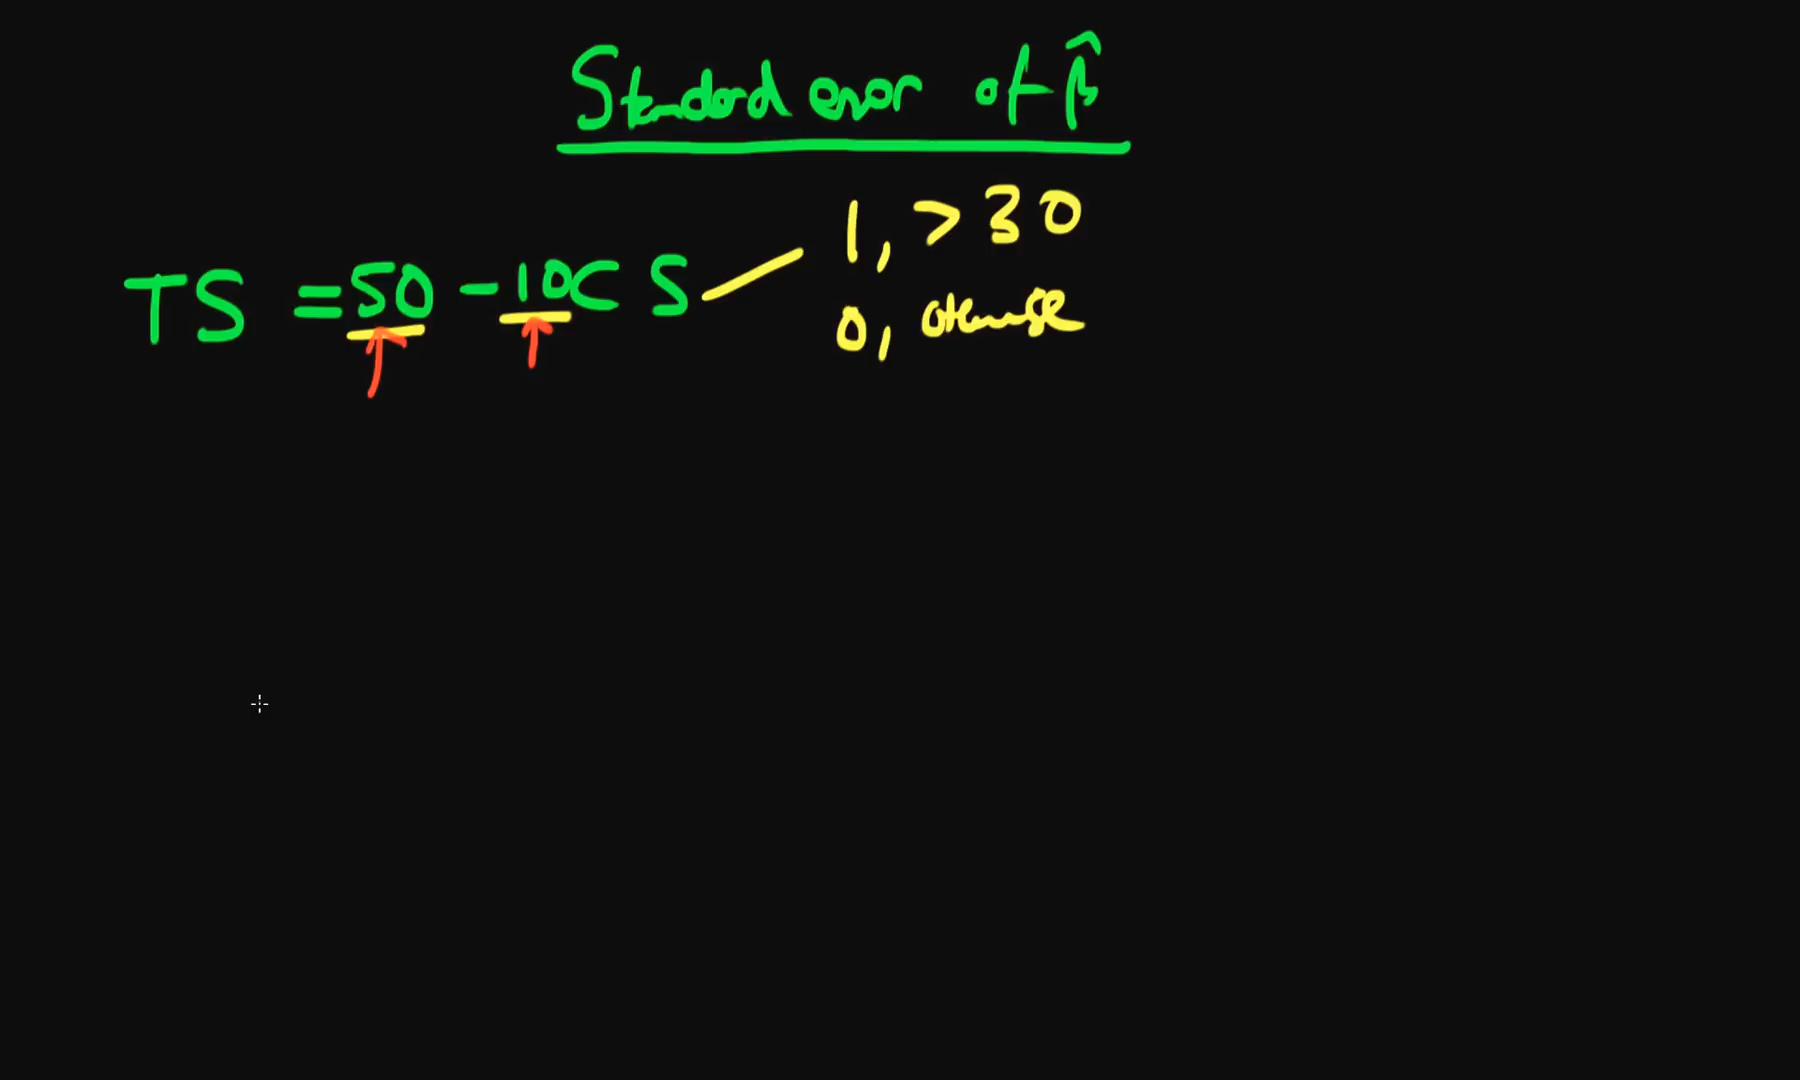 Standard error of β̂
1, >30
TS = 50 - 10CS
0, otherwise